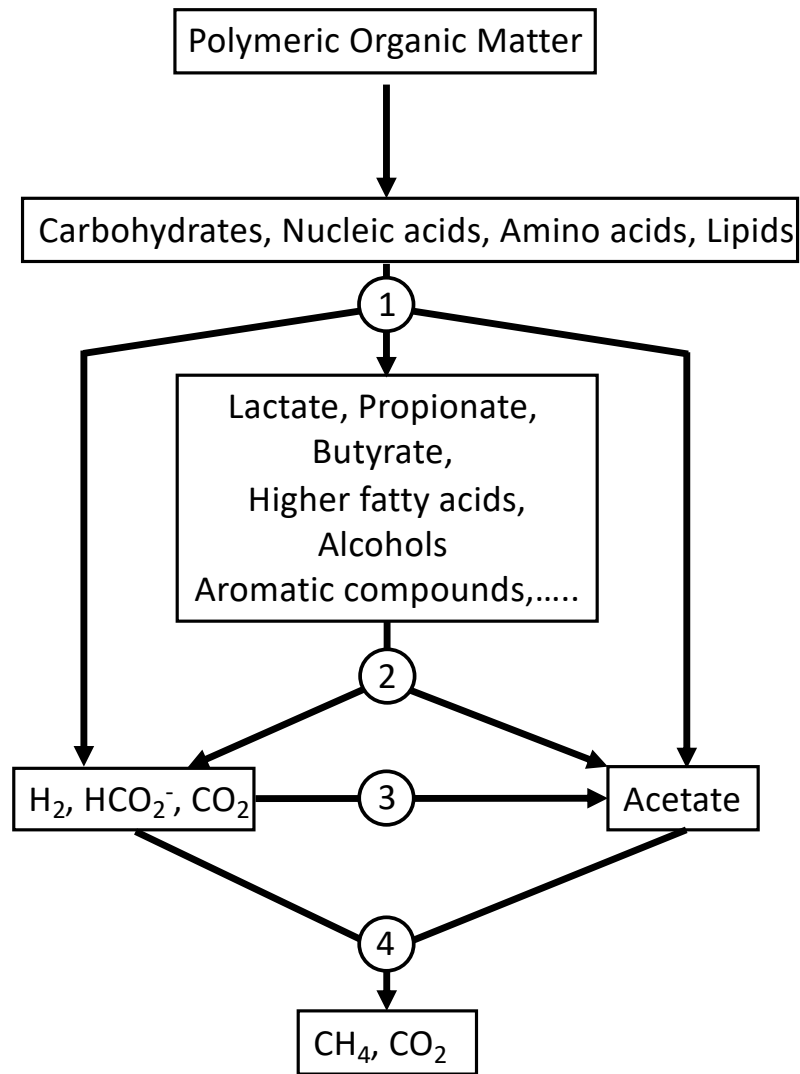 Polymeric Organic Matter
Carbohydrates, Nucleic acids, Amino acids, Lipids
1
Lactate, Propionate,
Butyrate,
Higher fatty acids,
Alcohols
Aromatic compounds,.....
2
H₂, HCO₂⁻, CO₂
3
Acetate
4
CH₄, CO₂